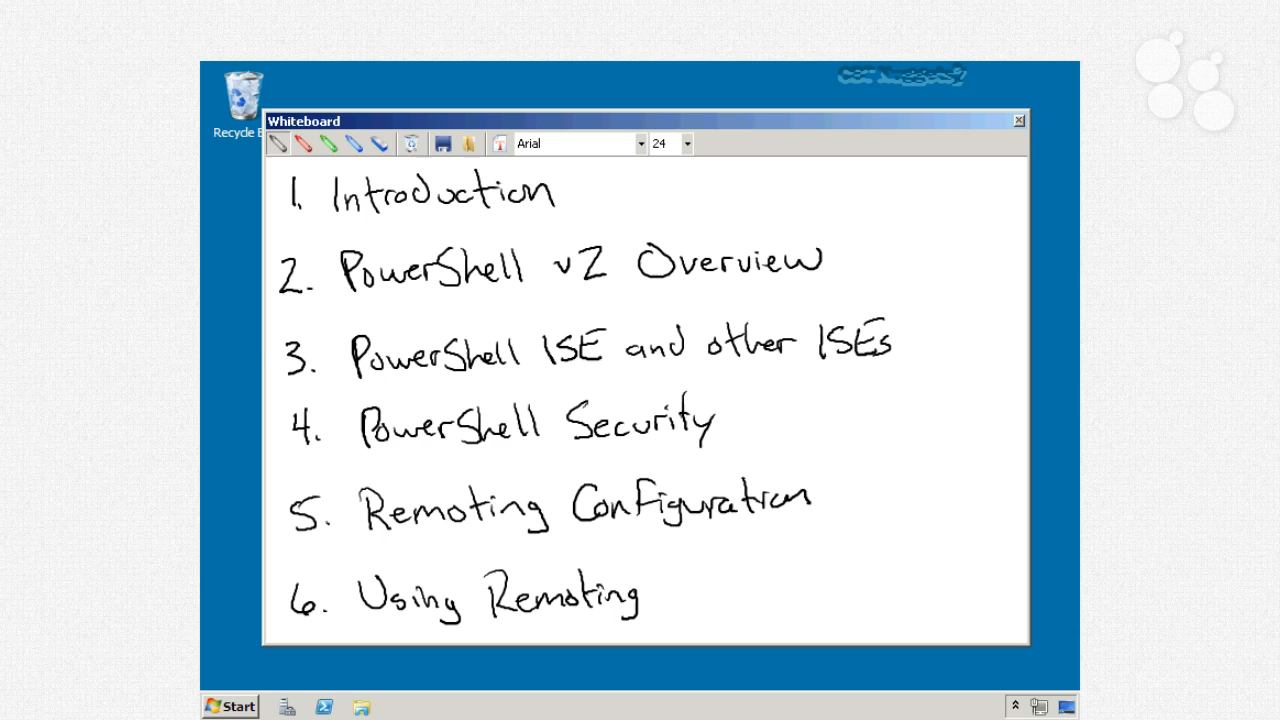 Recycle B
Whiteboard
Arial
24
1. Introduction
2. PowerShell v2 Overview
3. PowerShell ISE and other ISEs
4. PowerShell Security
5. Remoting Configuration
6. Using Remoting
Start